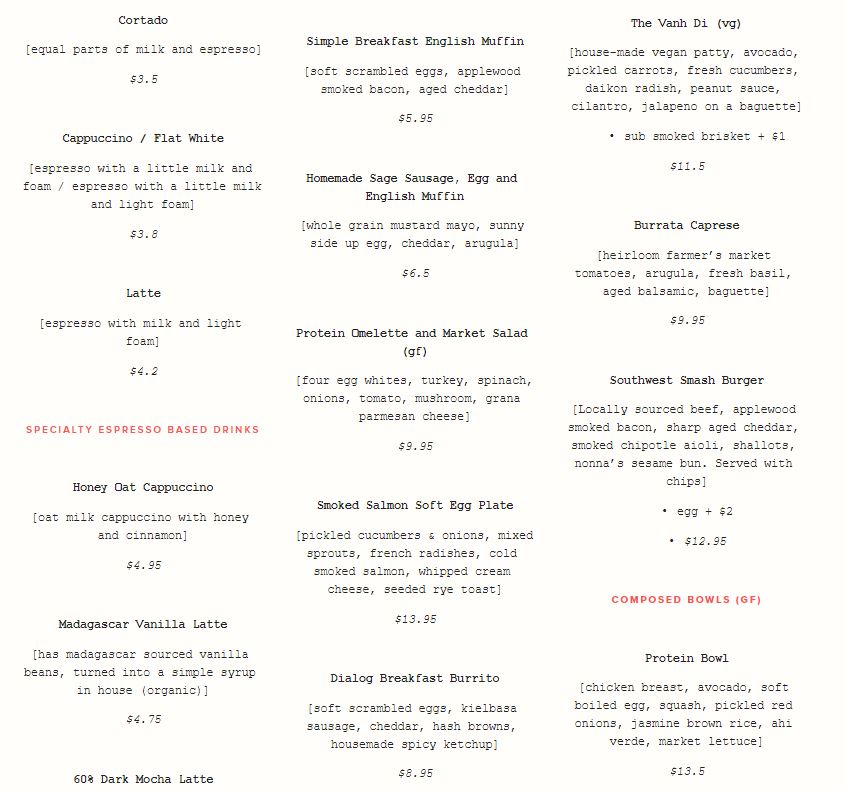 Cortado
[equal parts of milk and espresso]
$3.5
Cappuccino / Flat White
[espresso with a little milk and
foam / espresso with a little milk
and light foam]
$3.8
Latte
[espresso with milk and light
foam]
$4.2
SPECIALTY ESPRESSO BASED DRINKS
Honey Oat Cappuccino
[oat milk cappuccino with honey
and cinnamon]
$4.95
Madagascar Vanilla Latte
[has madagascar sourced vanilla
beans, turned into a simple syrup
in house (organic)]
$4.75
60% Dark Mocha Latte
Simple Breakfast English Muffin
[soft scrambled eggs, applewood
smoked bacon, aged cheddar]
$5.95
Homemade Sage Sausage, Egg and
English Muffin
[whole grain mustard mayo, sunny
side up egg, cheddar, arugula]
$6.5
Protein Omelette and Market Salad
(gf)
[four egg whites, turkey, spinach,
onions, tomato, mushroom, grana
parmesan cheese]
$9.95
Smoked Salmon Soft Egg Plate
[pickled cucumbers & onions, mixed
sprouts, french radishes, cold
smoked salmon, whipped cream
cheese, seeded rye toast]
$13.95
Dialog Breakfast Burrito
[soft scrambled eggs, kielbasa
sausage, cheddar, hash browns,
housemade spicy ketchup]
$8.95
The Vanh Di (vg)
[house-made vegan patty, avocado,
pickled carrots, fresh cucumbers,
daikon radish, peanut sauce,
cilantro, jalapeno on a baguette]
• sub smoked brisket + $1
$11.5
Burrata Caprese
[heirloom farmer’s market
tomatoes, arugula, fresh basil,
aged balsamic, baguette]
$9.95
Southwest Smash Burger
[Locally sourced beef, applewood
smoked bacon, sharp aged cheddar,
smoked chipotle aioli, shallots,
nonna’s sesame bun. Served with
chips]
• egg + $2
• $12.95
COMPOSED BOWLS (GF)
Protein Bowl
[chicken breast, avocado, soft
boiled egg, squash, pickled red
onions, jasmine brown rice, ahi
verde, market lettuce]
$13.5